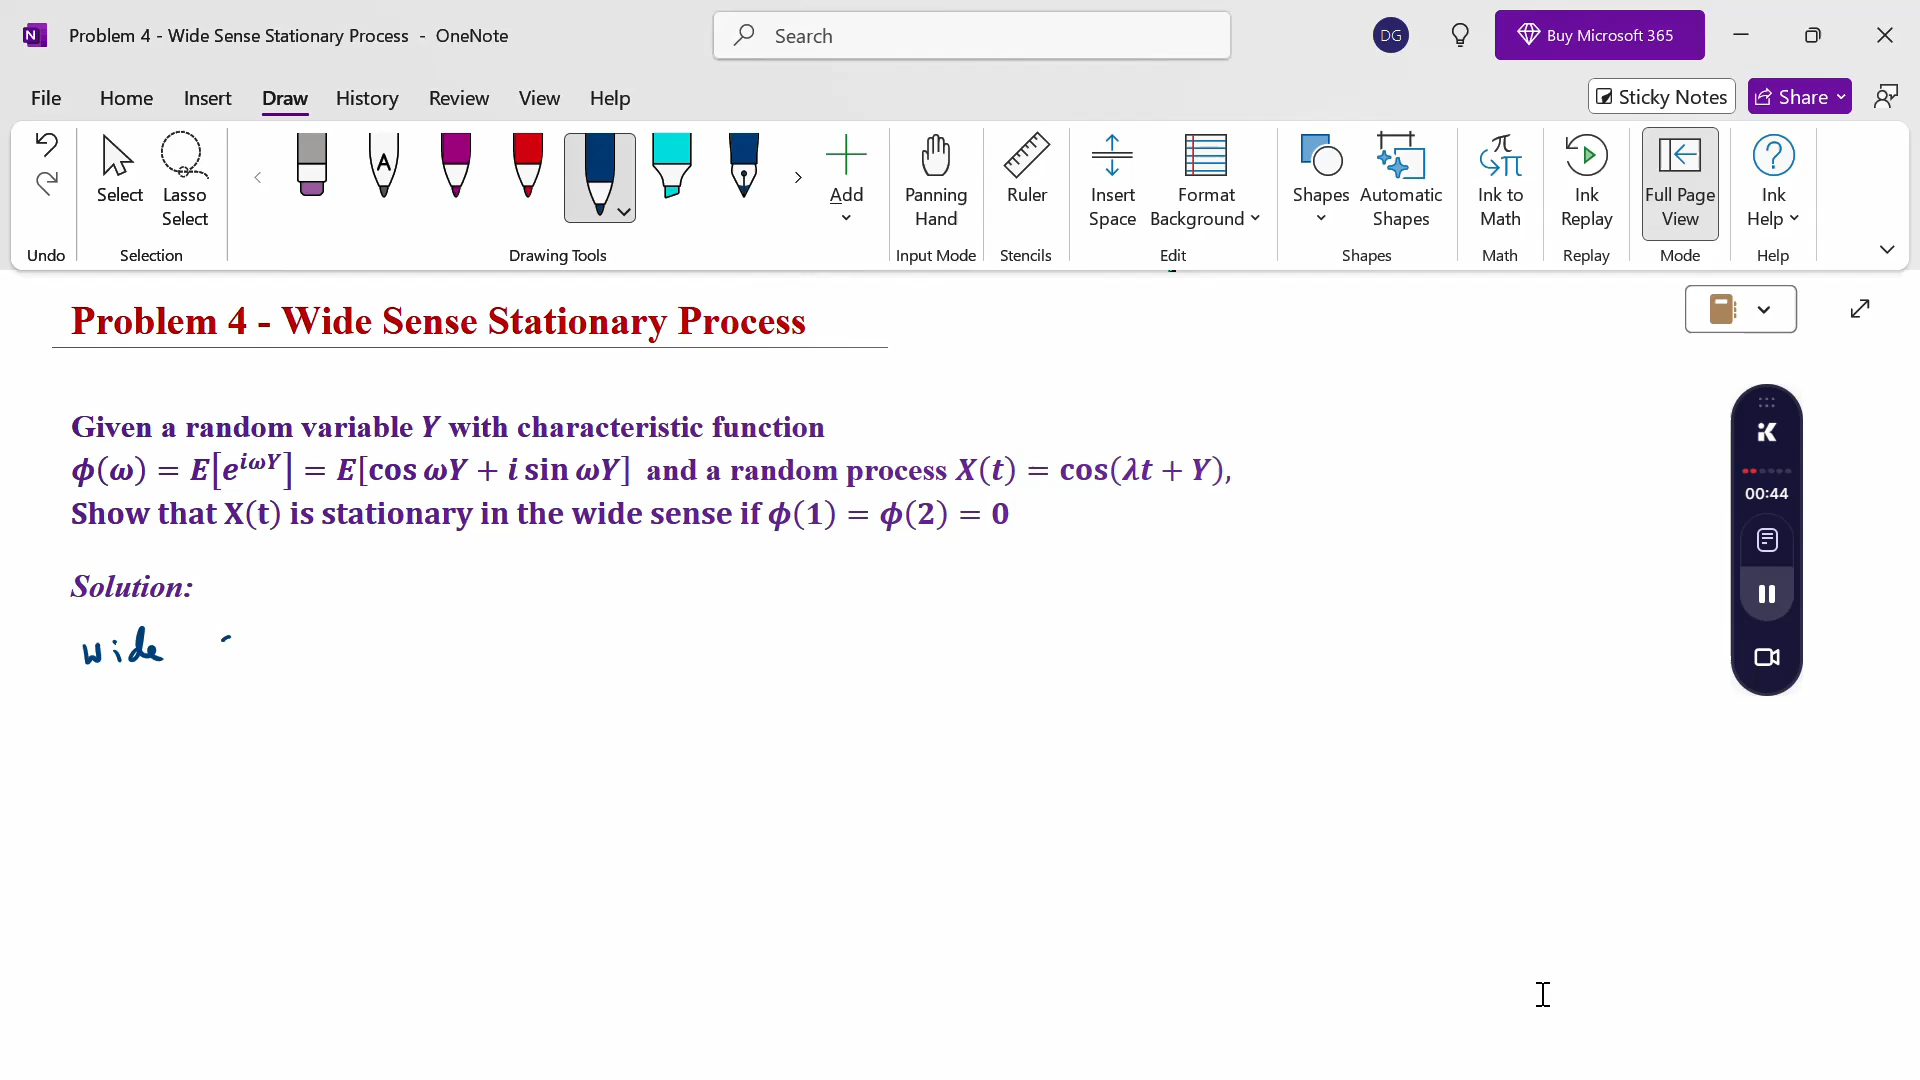 Problem 4 - Wide Sense Stationary Process - OneNote
Search
DG
Buy Microsoft 365
File Home Insert Draw History Review View Help
Sticky Notes
Share
A
Select
Lasso Select
Add
Panning Hand
Ruler
Insert Space
Format Background
Shapes
Automatic Shapes
Ink to Math
Ink Replay
Full Page View
Ink Help
Undo
Selection
Drawing Tools
Input Mode
Stencils
Edit
Shapes
Math
Replay
Mode
Help
Problem 4 - Wide Sense Stationary Process
Given a random variable Y with characteristic function
ϕ(ω) = E[e^{iωY}] = E[cos ωY + i sin ωY] and a random process X(t) = cos(λt + Y),
Show that X(t) is stationary in the wide sense if ϕ(1) = ϕ(2) = 0
Solution:
wide
00:44